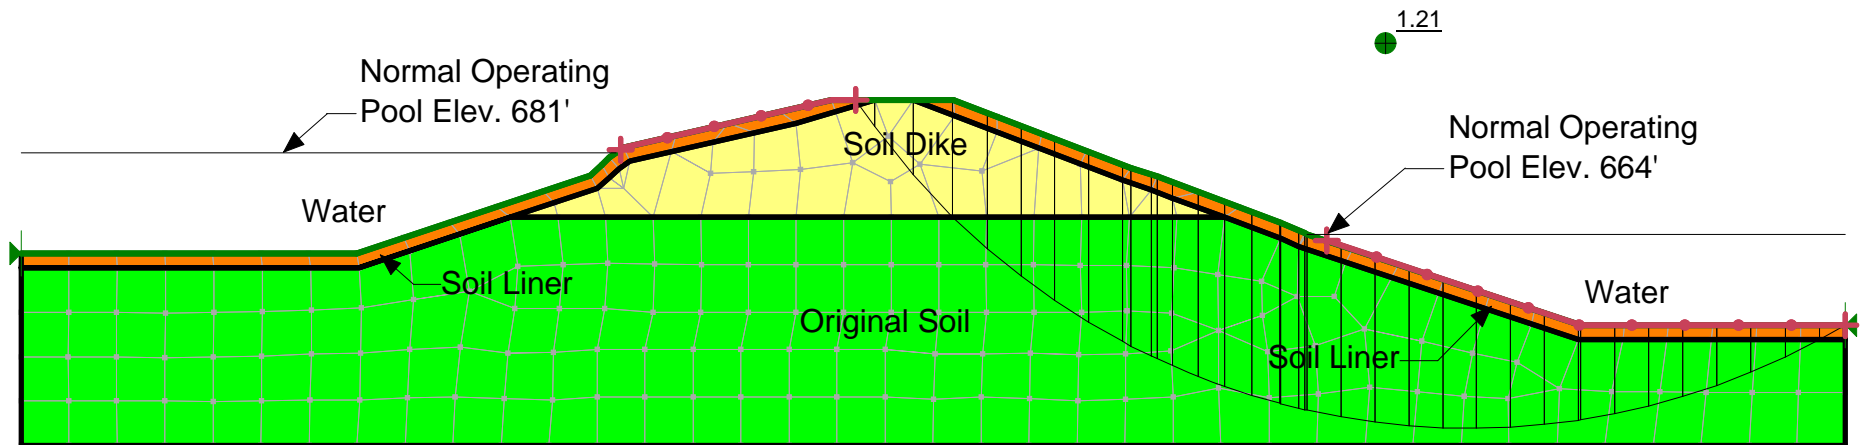 1.21
Normal Operating
Pool Elev. 681'
Normal Operating
Pool Elev. 664'
Soil Dike
Water
Soil Liner
Original Soil
Water
Soil Liner